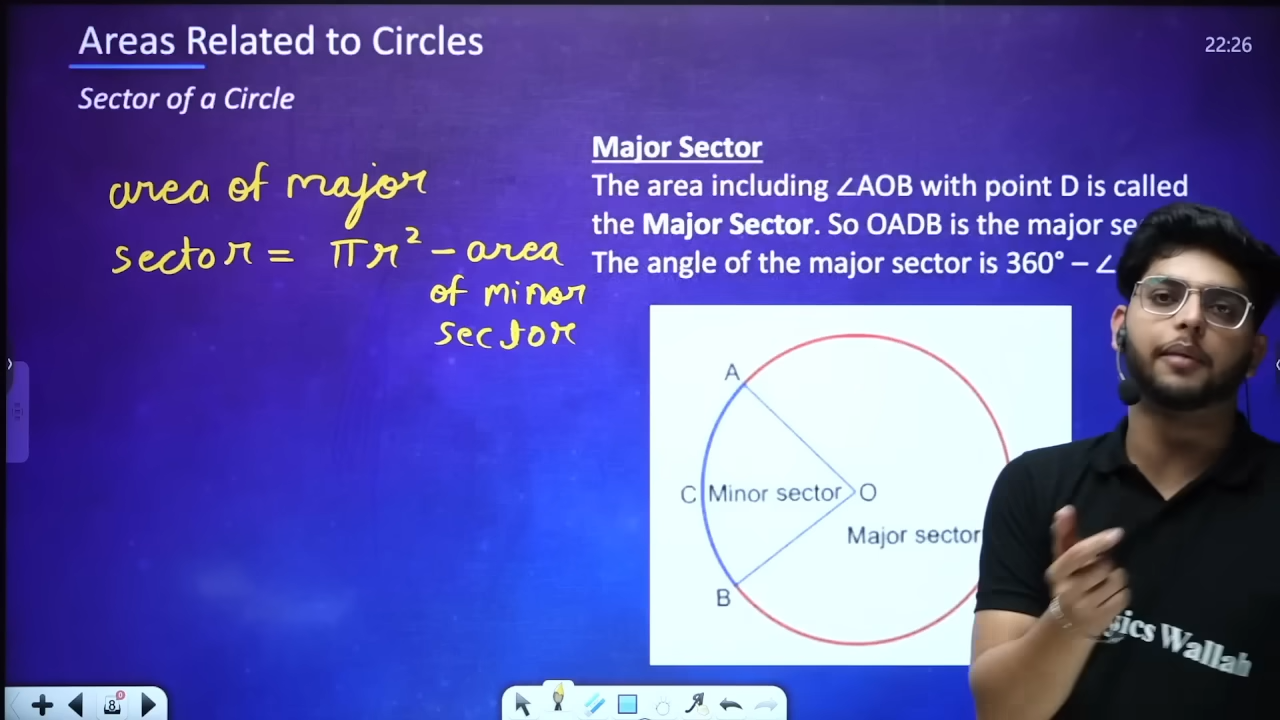 Areas Related to Circles
22:26
Sector of a Circle
area of major
sector = πr² – area
of minor
sector
Major Sector
The area including ∠AOB with point D is called
the Major Sector. So OADB is the major
The angle of the major sector is 360° – ∠
A
C
Minor sector
O
Major sector
B
Wallah
8
0